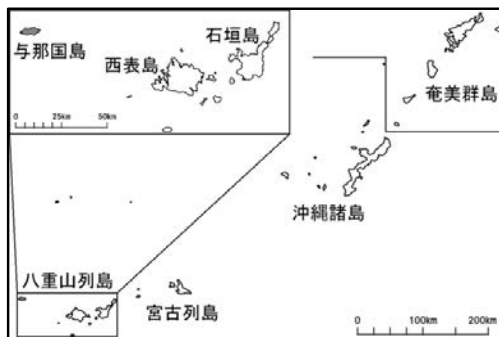 石垣島
与那国島
西表島
0 25km 50km
奄美群島
沖縄諸島
八重山列島
宮古列島
0 100km 200km